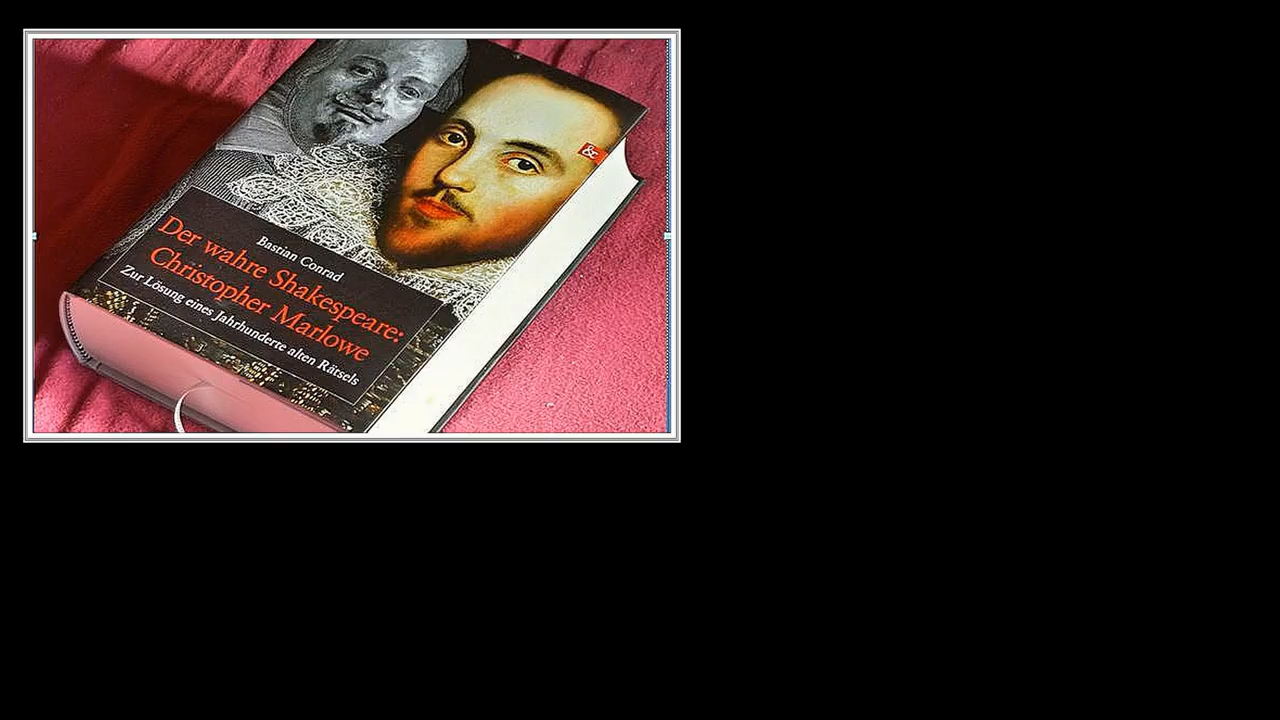 &
Bastian Conrad
Der wahre Shakespeare:
Christopher Marlowe
Zur Lösung eines Jahrhunderte alten Rätsels